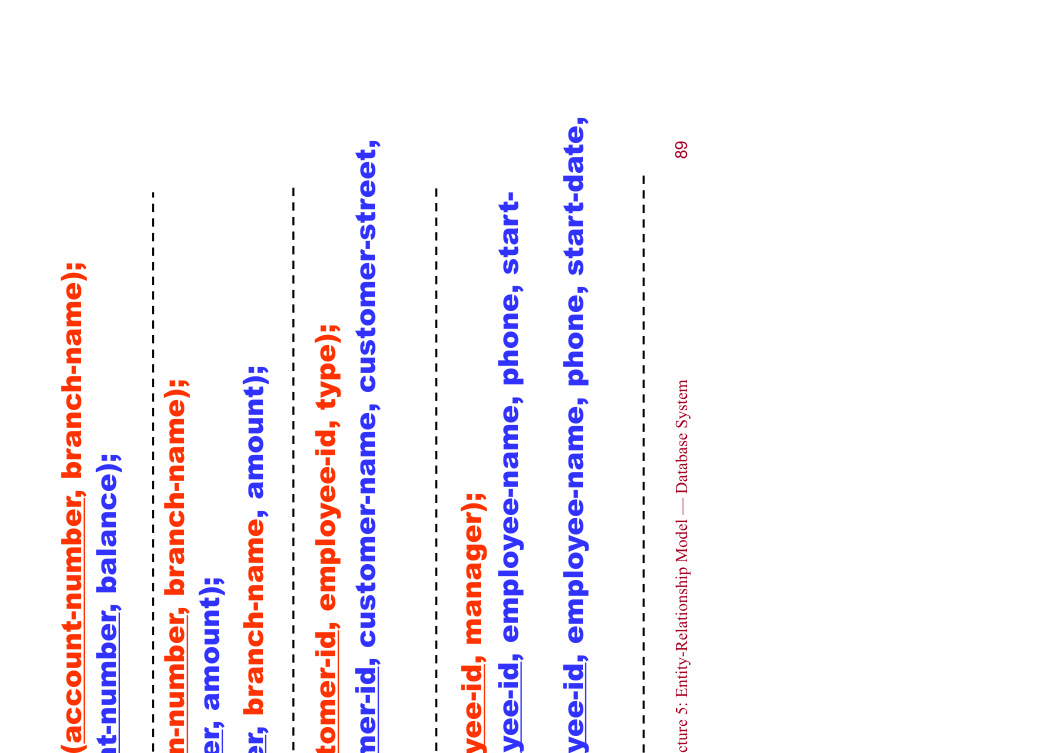 (account-number, branch-name);
t-number, balance);
n-number, branch-name);
er, amount);
er, branch-name, amount);
tomer-id, employee-id, type);
mer-id, customer-name, customer-street,
yee-id, manager);
yee-id, employee-name, phone, start-
yee-id, employee-name, phone, start-date,
cture 5: Entity-Relationship Model — Database System 89